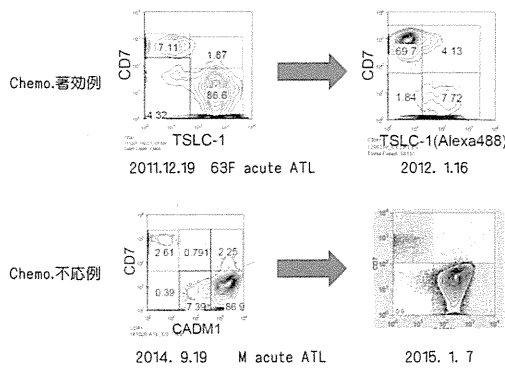 CD7
7.11
1.87
86.6
4.32
TSLC-1
Chemo.著効例
2011.12.19 63F acute ATL
CD7
69.7
4.13
1.84
7.72
TSLC-1(Alexa488)
2012. 1.16
Chemo.不応例
CD7
2.61
0.791
2.25
0.39
7.39
86.9
CADM1
2014. 9.19 M acute ATL
2015. 1. 7